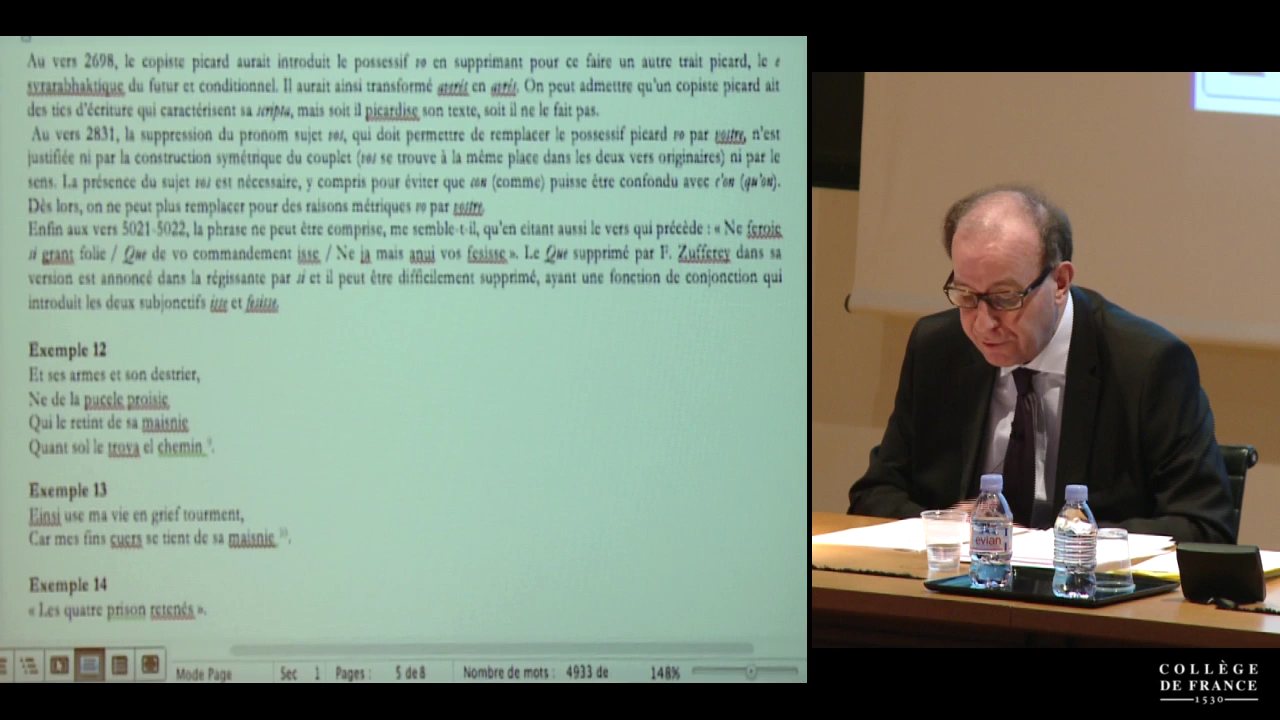 Au vers 2698, le copiste picard aurait introduit le possessif vo en supprimant pour ce faire un autre trait picard, le e
svrarabhaktique du futur et conditionnel. Il aurait ainsi transformé en On peut admettre qu'un copiste picard ait
des tics d'écriture qui caractérisent sa scripta, mais soit il picardise son texte, soit il ne le fait pas.
Au vers 2831, la suppression du pronom sujet vos, qui doit permettre de remplacer le possessif picard vo par vostre, n'est
justifiée ni par la construction symétrique du couplet (vos se trouve à la même place dans les deux vers originaires) ni par le
sens. La présence du sujet vos est nécessaire, y compris pour éviter que con (comme) puisse être confondu avec c'on (qu'on).
Dès lors, on ne peut plus remplacer pour des raisons métriques vo par vostre.
Enfin aux vers 5021-5022, la phrase ne peut être comprise, me semble-t-il, qu'en citant aussi le vers qui précède : « Ne feroie
si grant folie / Que de vo commandement isse / Ne ja mais anui vos fesisse ». Le Que supprimé par F. Zufferey dans sa
version est annoncé dans la régissante par si et il peut être difficilement supprimé, ayant une fonction de conjonction qui
introduit les deux subjonctifs isse et fesisse.
Exemple 12
Et ses armes et son destrier,
Ne de la pucele proisie
Qui le retint de sa maisnie
Quant sol le trova el chemin 9.
Exemple 13
Einsi use ma vie en grief tourment,
Car mes fins cuers se tient de sa maisnie 10.
Exemple 14
« Les quatre prison retenés ».
Mode Page Sec 1 Pages : 5 de 8 Nombre de mots : 4933 de 148%
evian
COLLÈGE
DE FRANCE
1530